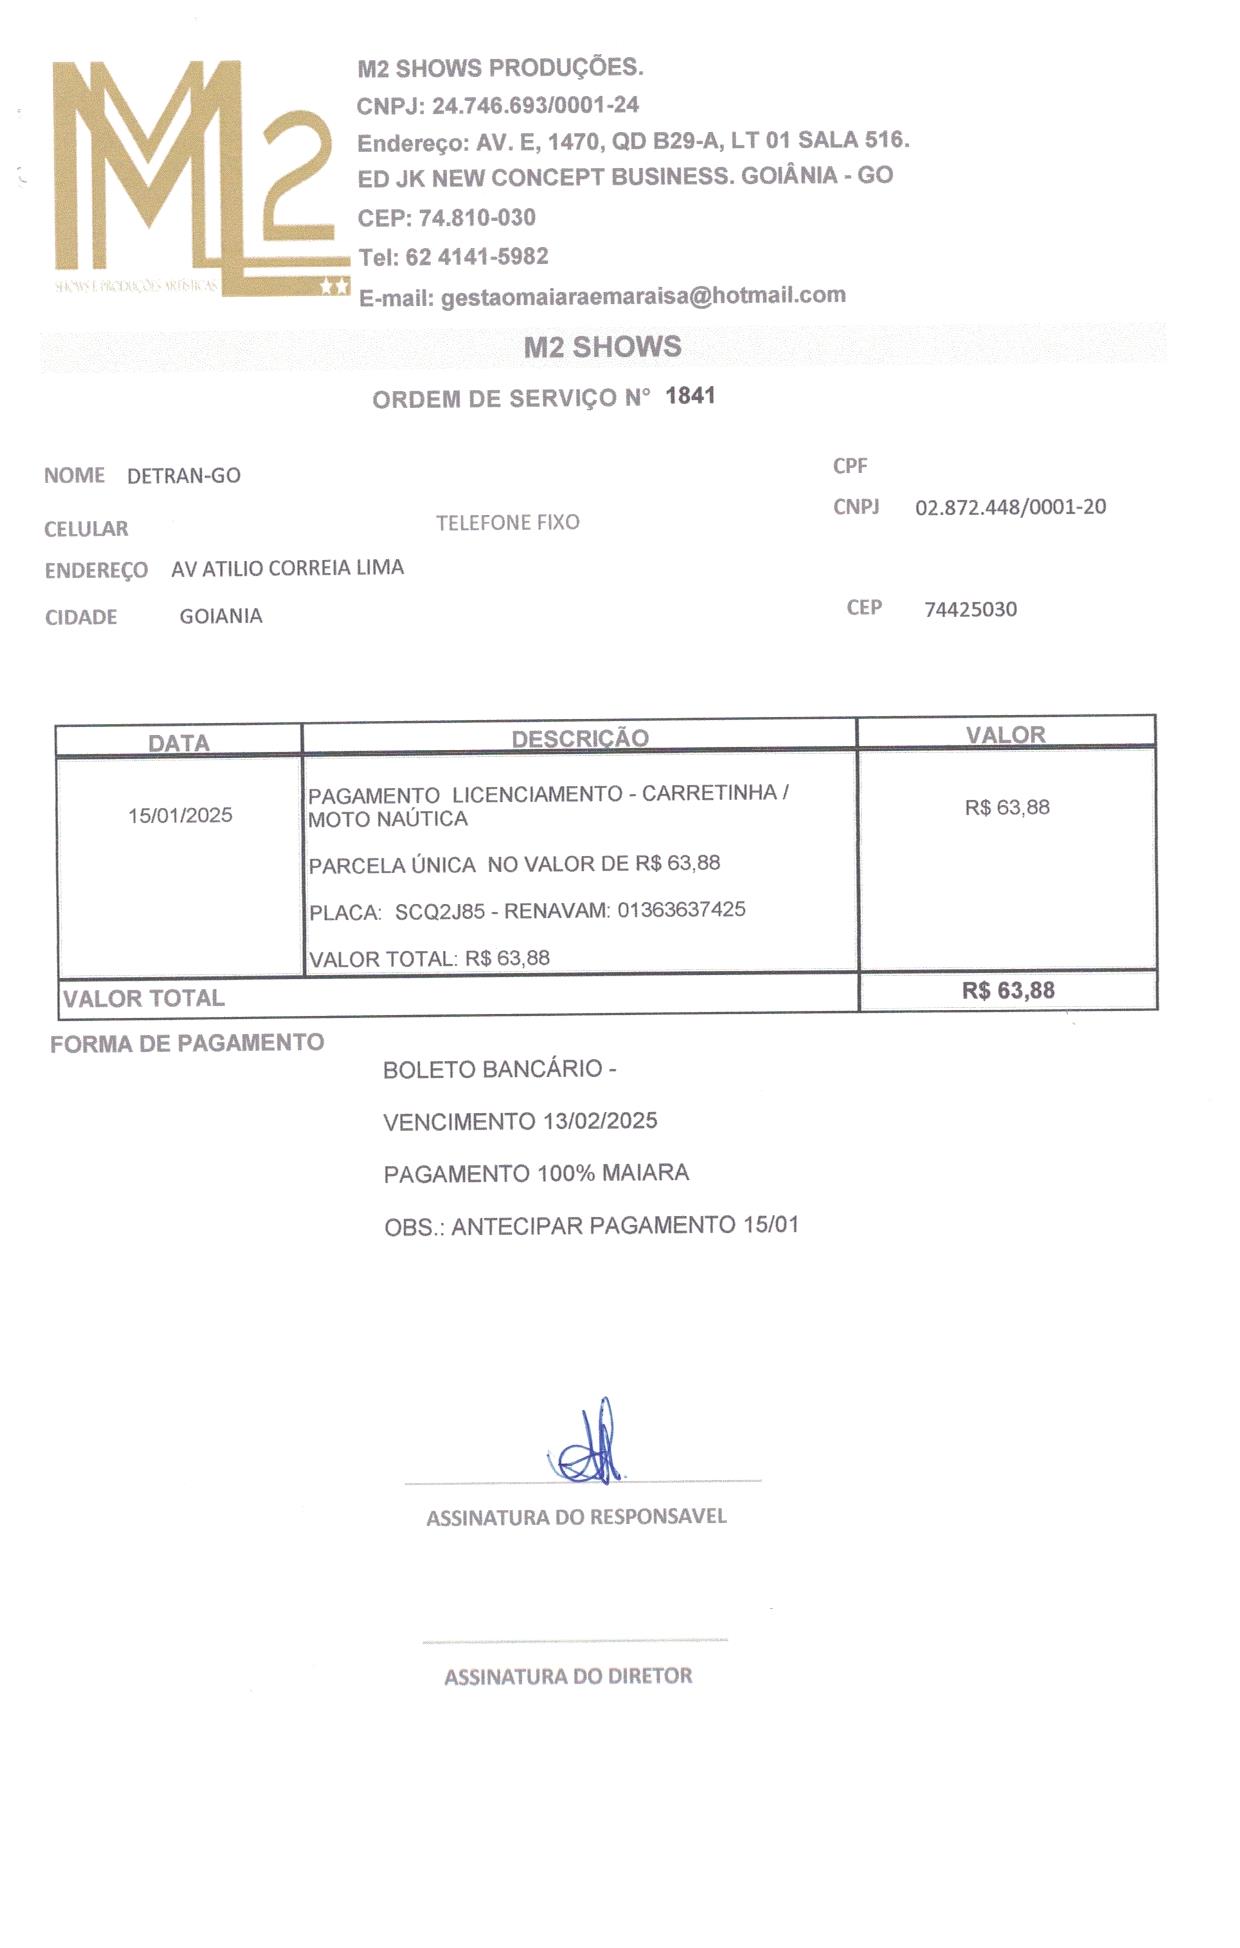 M2
SHOWS E PRODUÇÕES ARTÍSTICAS
M2 SHOWS PRODUÇÕES.
CNPJ: 24.746.693/0001-24
Endereço: AV. E, 1470, QD B29-A, LT 01 SALA 516.
ED JK NEW CONCEPT BUSINESS. GOIÂNIA - GO
CEP: 74.810-030
Tel: 62 4141-5982
E-mail: gestaomaiaraemaraisa@hotmail.com
M2 SHOWS
ORDEM DE SERVIÇO N° 1841
NOME DETRAN-GO CPF
CNPJ 02.872.448/0001-20
CELULAR TELEFONE FIXO
ENDEREÇO AV ATILIO CORREIA LIMA
CIDADE GOIANIA CEP 74425030
DATA DESCRIÇÃO VALOR
15/01/2025 PAGAMENTO LICENCIAMENTO - CARRETINHA / R$ 63,88
MOTO NAÚTICA
PARCELA ÚNICA NO VALOR DE R$ 63,88
PLACA: SCQ2J85 - RENAVAM: 01363637425
VALOR TOTAL: R$ 63,88
VALOR TOTAL R$ 63,88
FORMA DE PAGAMENTO
BOLETO BANCÁRIO -
VENCIMENTO 13/02/2025
PAGAMENTO 100% MAIARA
OBS.: ANTECIPAR PAGAMENTO 15/01
ASSINATURA DO RESPONSAVEL
ASSINATURA DO DIRETOR